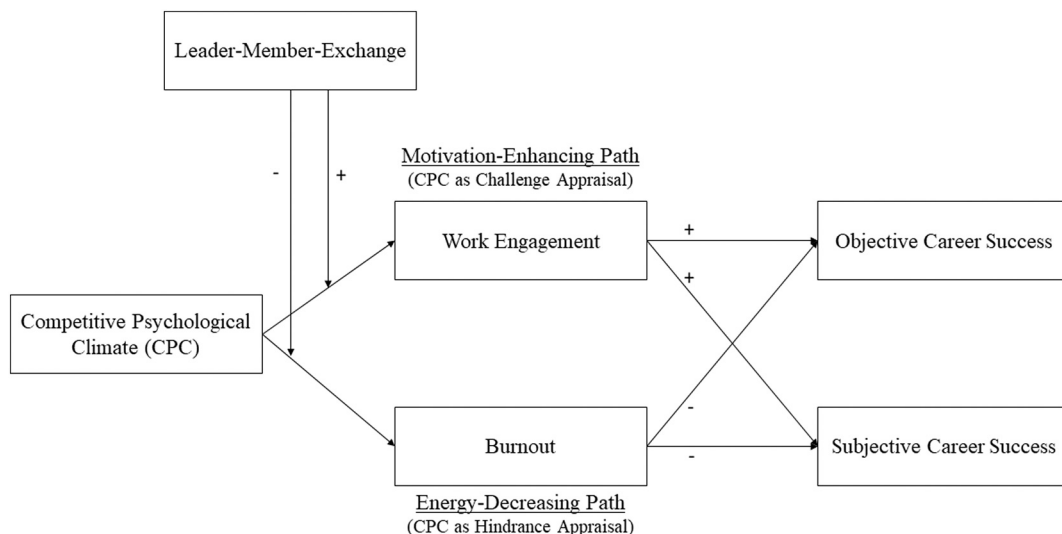 Leader-Member-Exchange
-
+
Motivation-Enhancing Path
(CPC as Challenge Appraisal)
Work Engagement
+
+
Objective Career Success
Competitive Psychological
Climate (CPC)
Burnout
-
-
Subjective Career Success
Energy-Decreasing Path
(CPC as Hindrance Appraisal)